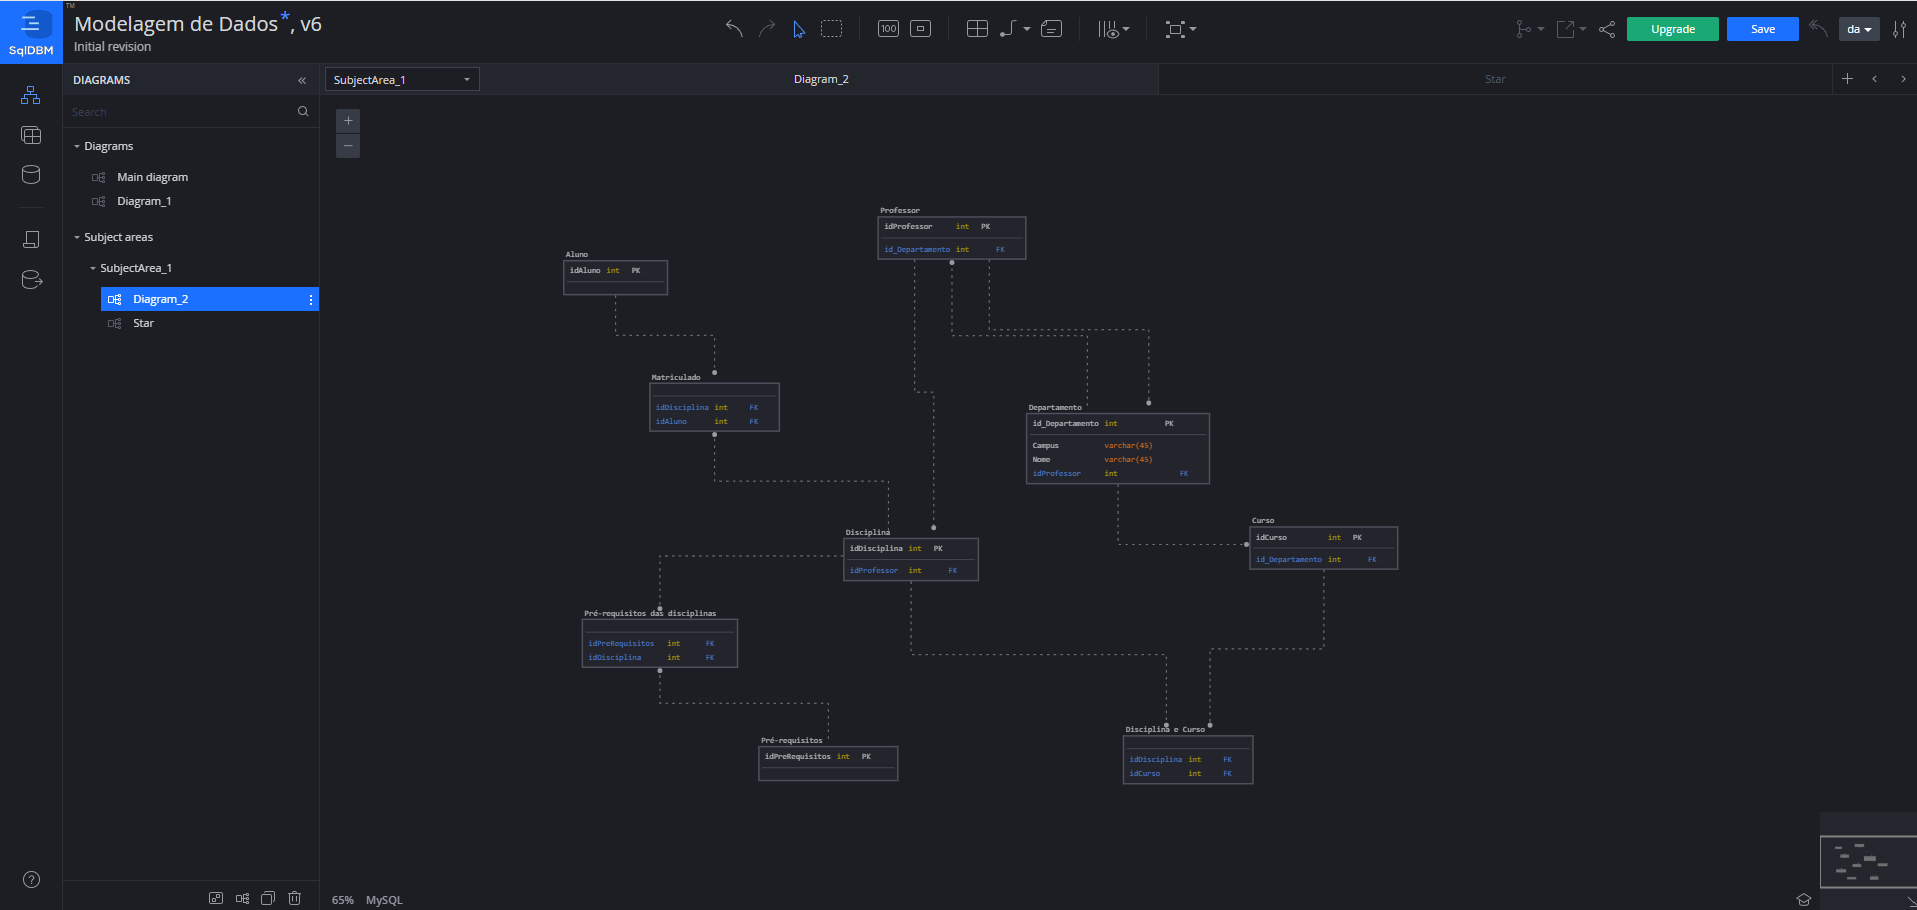 TM
Modelagem de Dados*, v6
Initial revision
SqlDBM
100
Upgrade
Save
da
DIAGRAMS
SubjectArea_1
Diagram_2
Star
Search
Diagrams
Main diagram
Diagram_1
Subject areas
SubjectArea_1
Diagram_2
Star
Professor
idProfessor int PK
id_Departamento int FK
Aluno
idAluno int PK
Matriculado
idDisciplina int FK
idAluno int FK
Departamento
id_Departamento int PK
Campus varchar(45)
Nome varchar(45)
idProfessor int FK
Curso
idCurso int PK
id_Departamento int FK
Disciplina
idDisciplina int PK
idProfessor int FK
Pré-requisitos das disciplinas
idPreRequisitos int FK
idDisciplina int FK
Pré-requisitos
idPreRequisitos int PK
Disciplina e Curso
idDisciplina int FK
idCurso int FK
65% MySQL